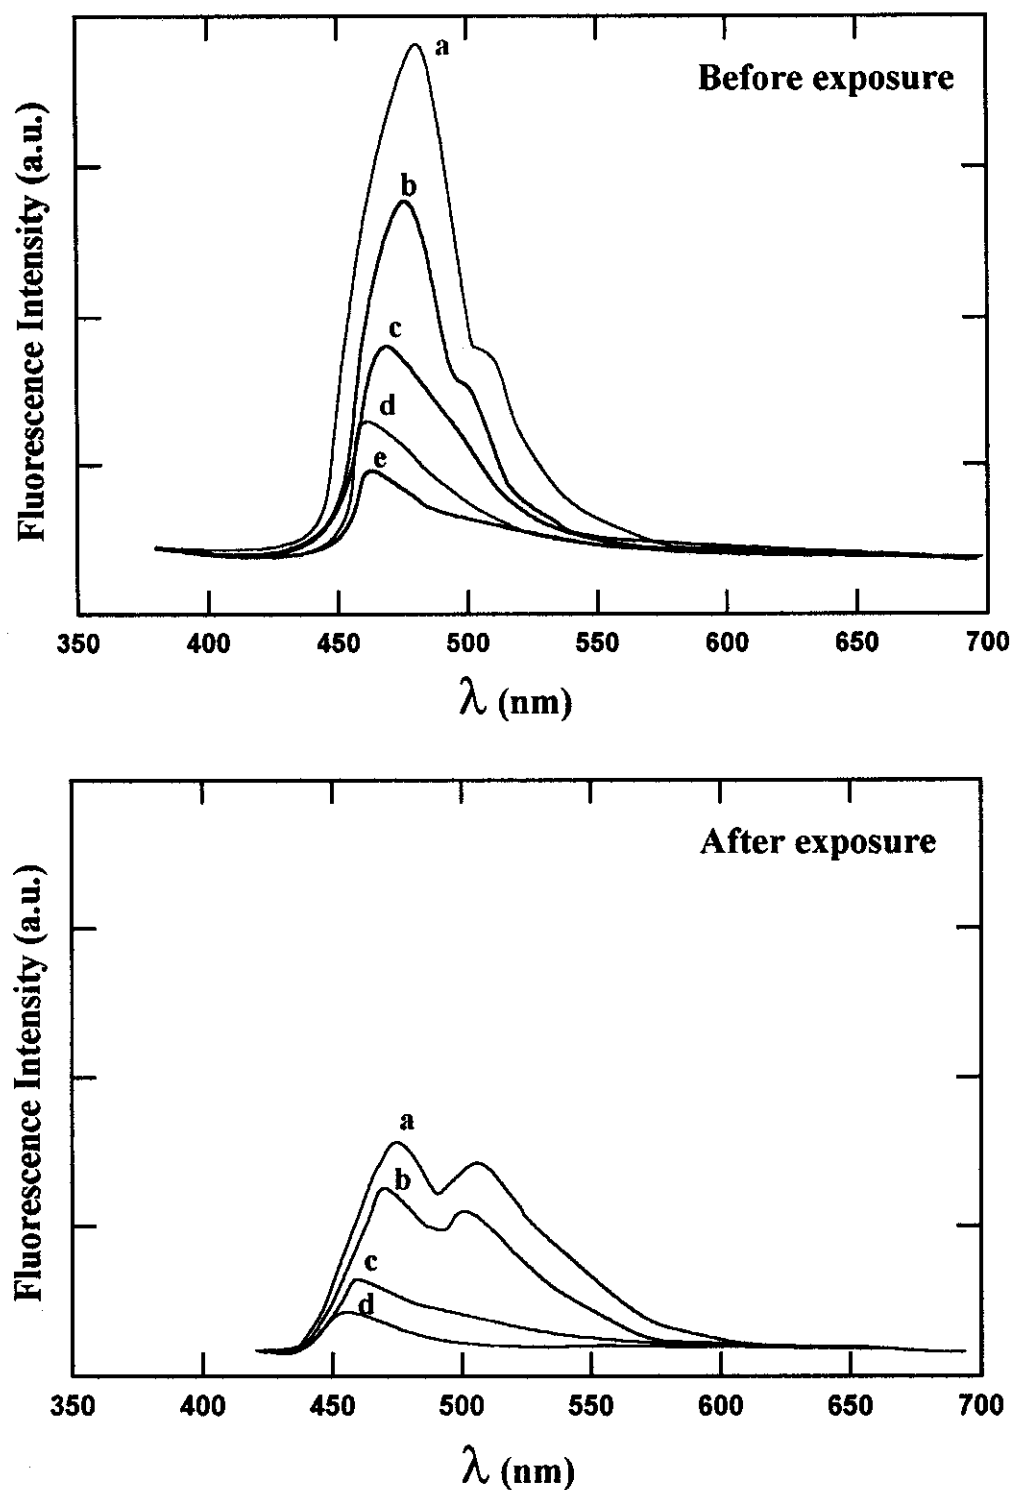 Before exposure
Fluorescence Intensity (a.u.)
a
b
c
d
e
350 400 450 500 550 600 650 700
λ (nm)
After exposure
Fluorescence Intensity (a.u.)
a
b
c
d
350 400 450 500 550 600 650 700
λ (nm)